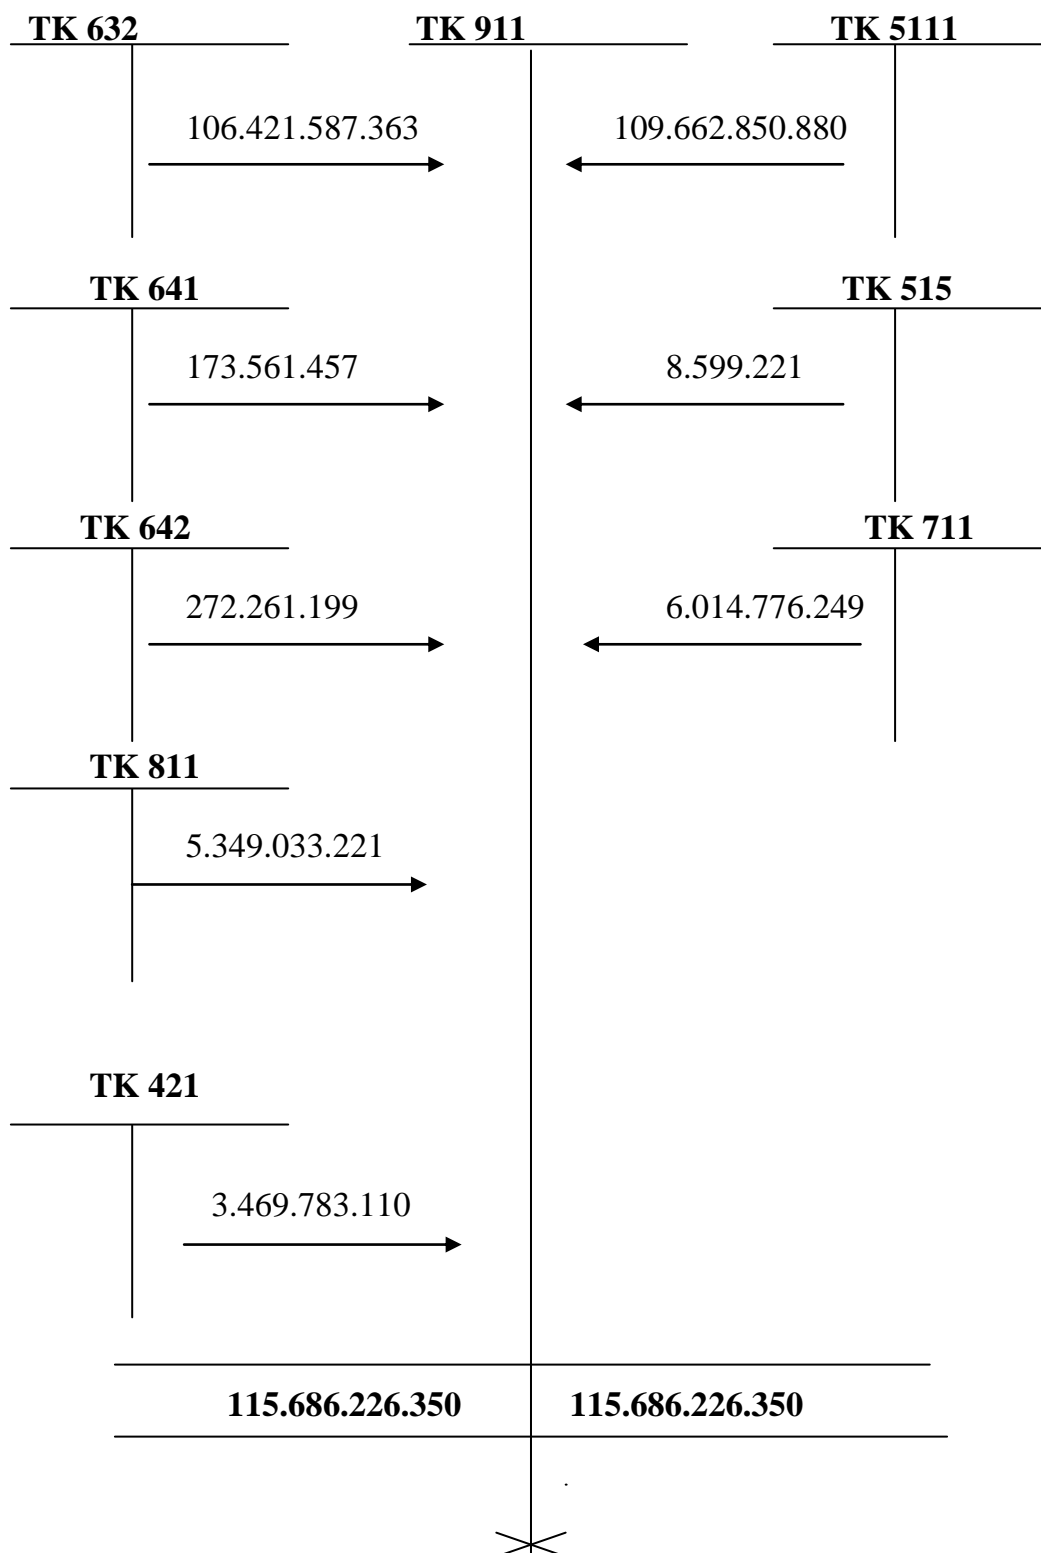 TK 632 TK 911 TK 5111
106.421.587.363 109.662.850.880
TK 641 TK 515
173.561.457 8.599.221
TK 642 TK 711
272.261.199 6.014.776.249
TK 811
5.349.033.221
TK 421
3.469.783.110
115.686.226.350 115.686.226.350
.